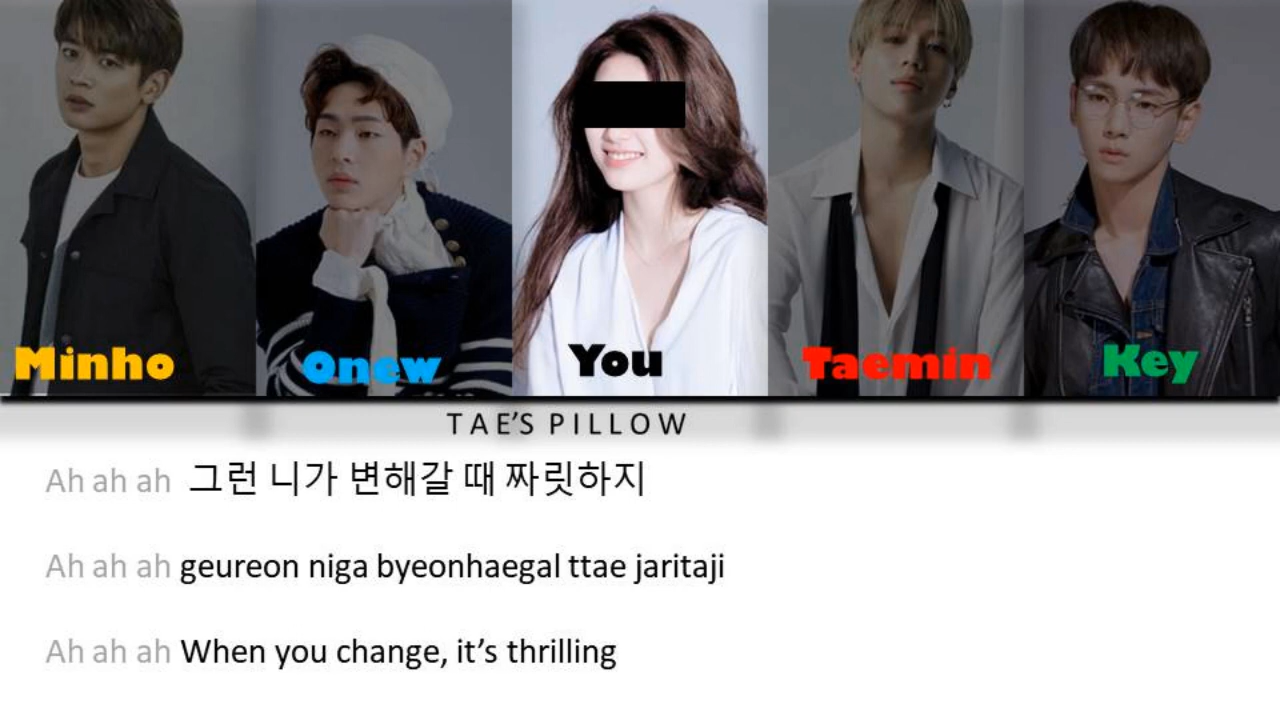 Minho Onew You Taemin Key
TAE'S PILLOW
Ah ah ah 그런 니가 변해갈 때 짜릿하지
Ah ah ah geureon niga byeonhaegal ttae jaritaji
Ah ah ah When you change, it's thrilling